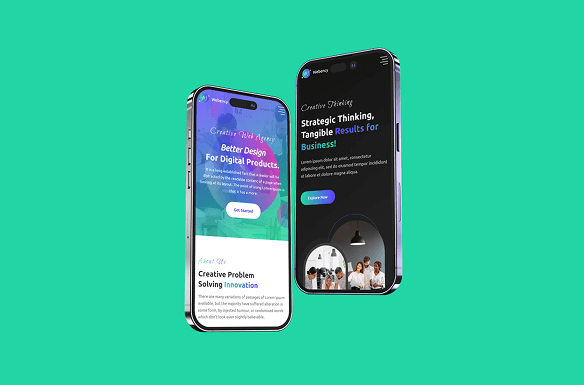 Webency
Creative Web Agency
Better Design
For Digital Products.
It is a long established fact that a reader will be
distracted by the readable content of a page when
looking at its layout. The point of using Lorem Ipsum is
that it has a more
Get Started
About Us
Creative Problem
Solving Innovation
There are many variations of passages of Lorem Ipsum
available, but the majority have suffered alteration in
some form, by injected humour, or randomised words
which don't look even slightly believable.
Webency
Creative Thinking
Strategic Thinking,
Tangible Results for
Business!
Lorem ipsum dolor sit amet, consectetur
adipiscing elit, sed do eiusmod tempor incididunt
ut labore et dolore magna aliqua.
Explore Now